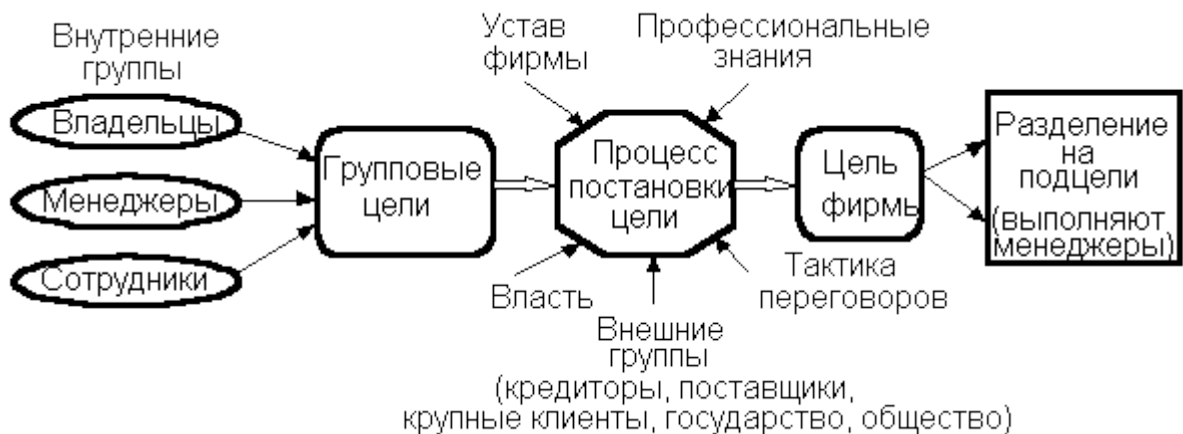 Внутренние
группы
Владельцы
Менеджеры
Сотрудники
Групповые
цели
Устав
фирмы
Профессиональные
знания
Процесс
постановки
цели
Власть
Внешние
группы
(кредиторы, поставщики,
крупные клиенты, государство, общество)
Тактика
переговоров
Цель
фирмы
Разделение
на
подцели
(выполняют
менеджеры)